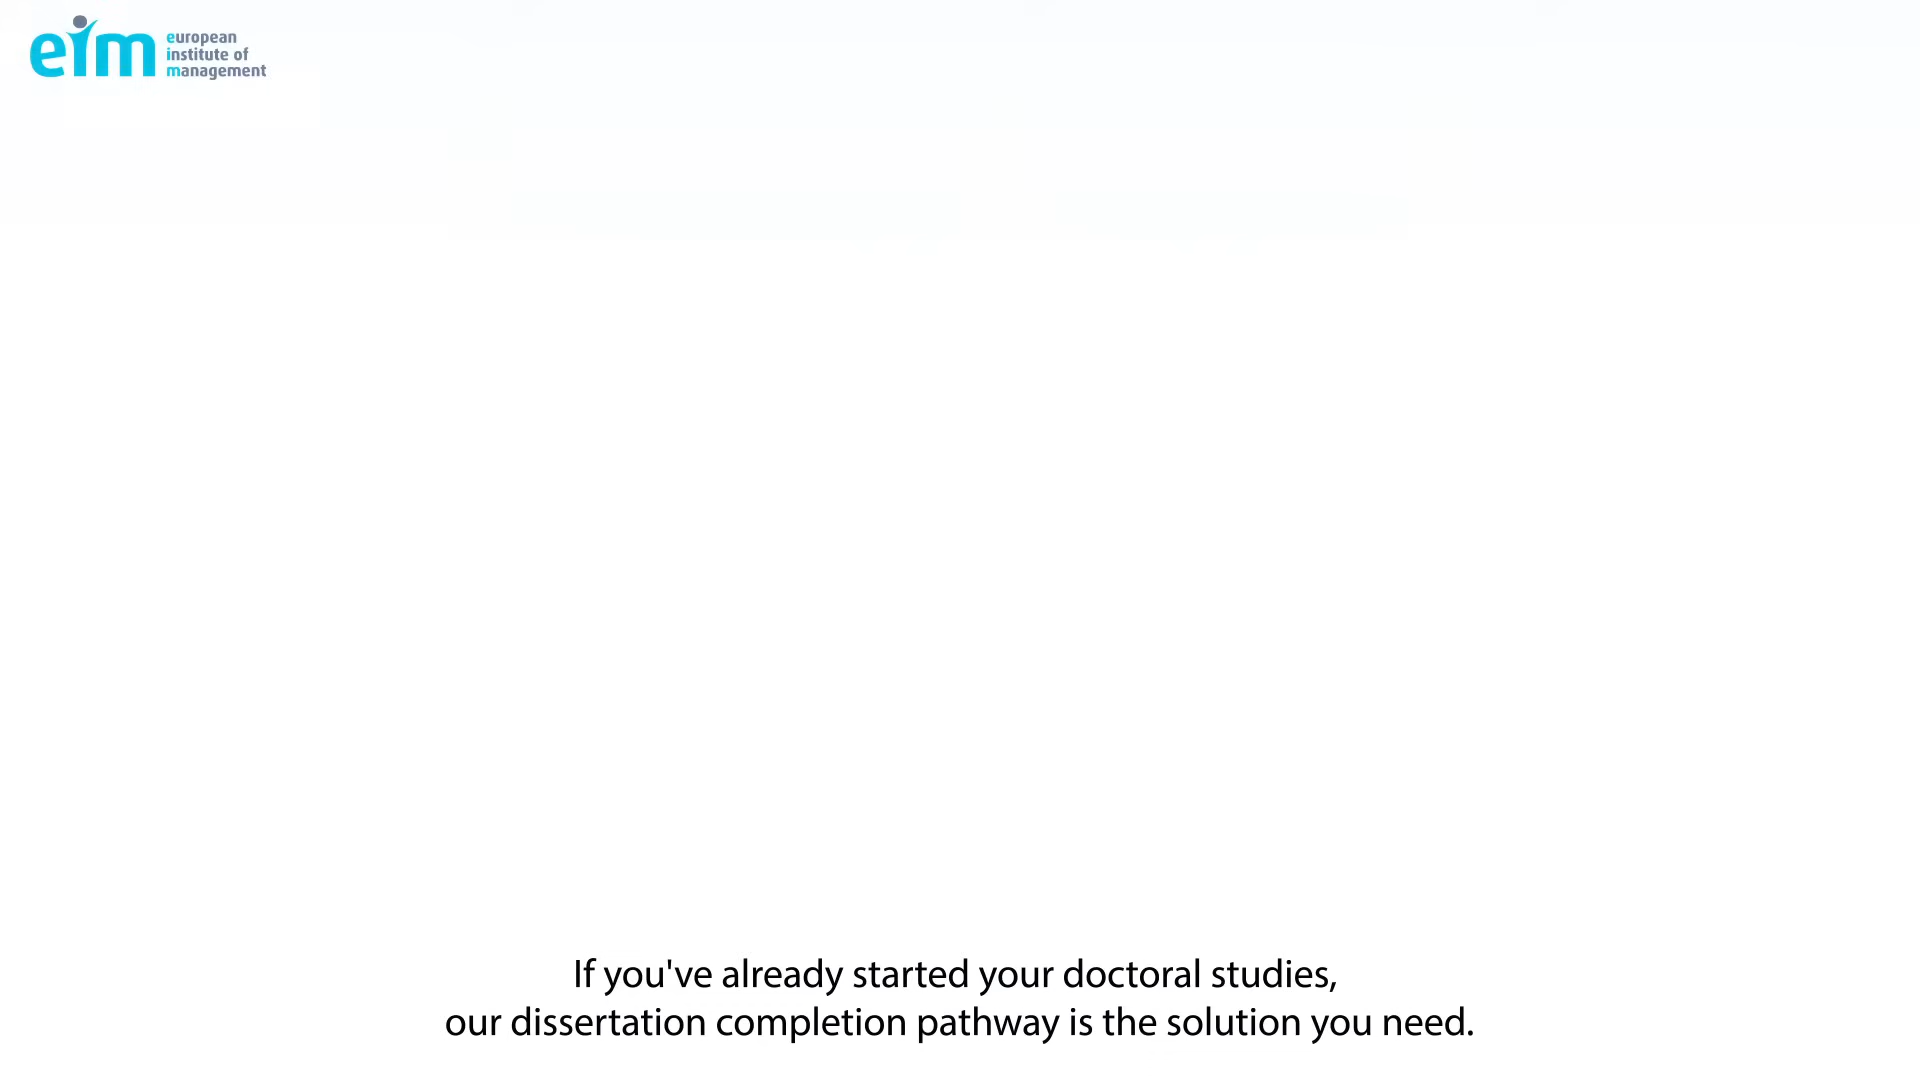 eim
european
institute of
management
If you've already started your doctoral studies,
our dissertation completion pathway is the solution you need.